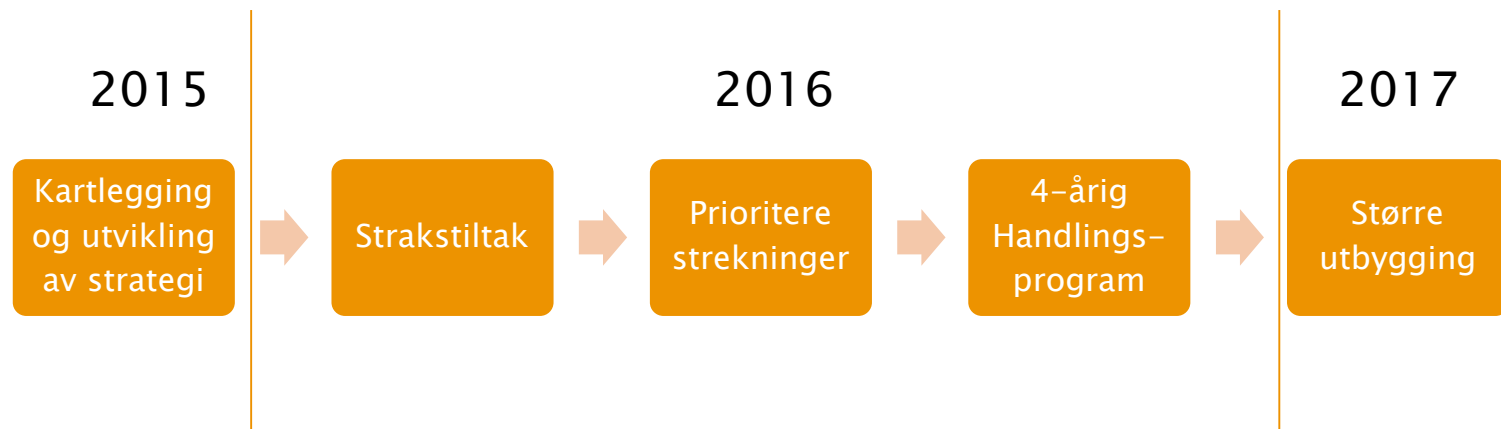 2015
2016
2017
Kartlegging
og utvikling
av strategi
Strakstiltak
Prioritere
strekninger
4-årig
Handlings-
program
Større
utbygging